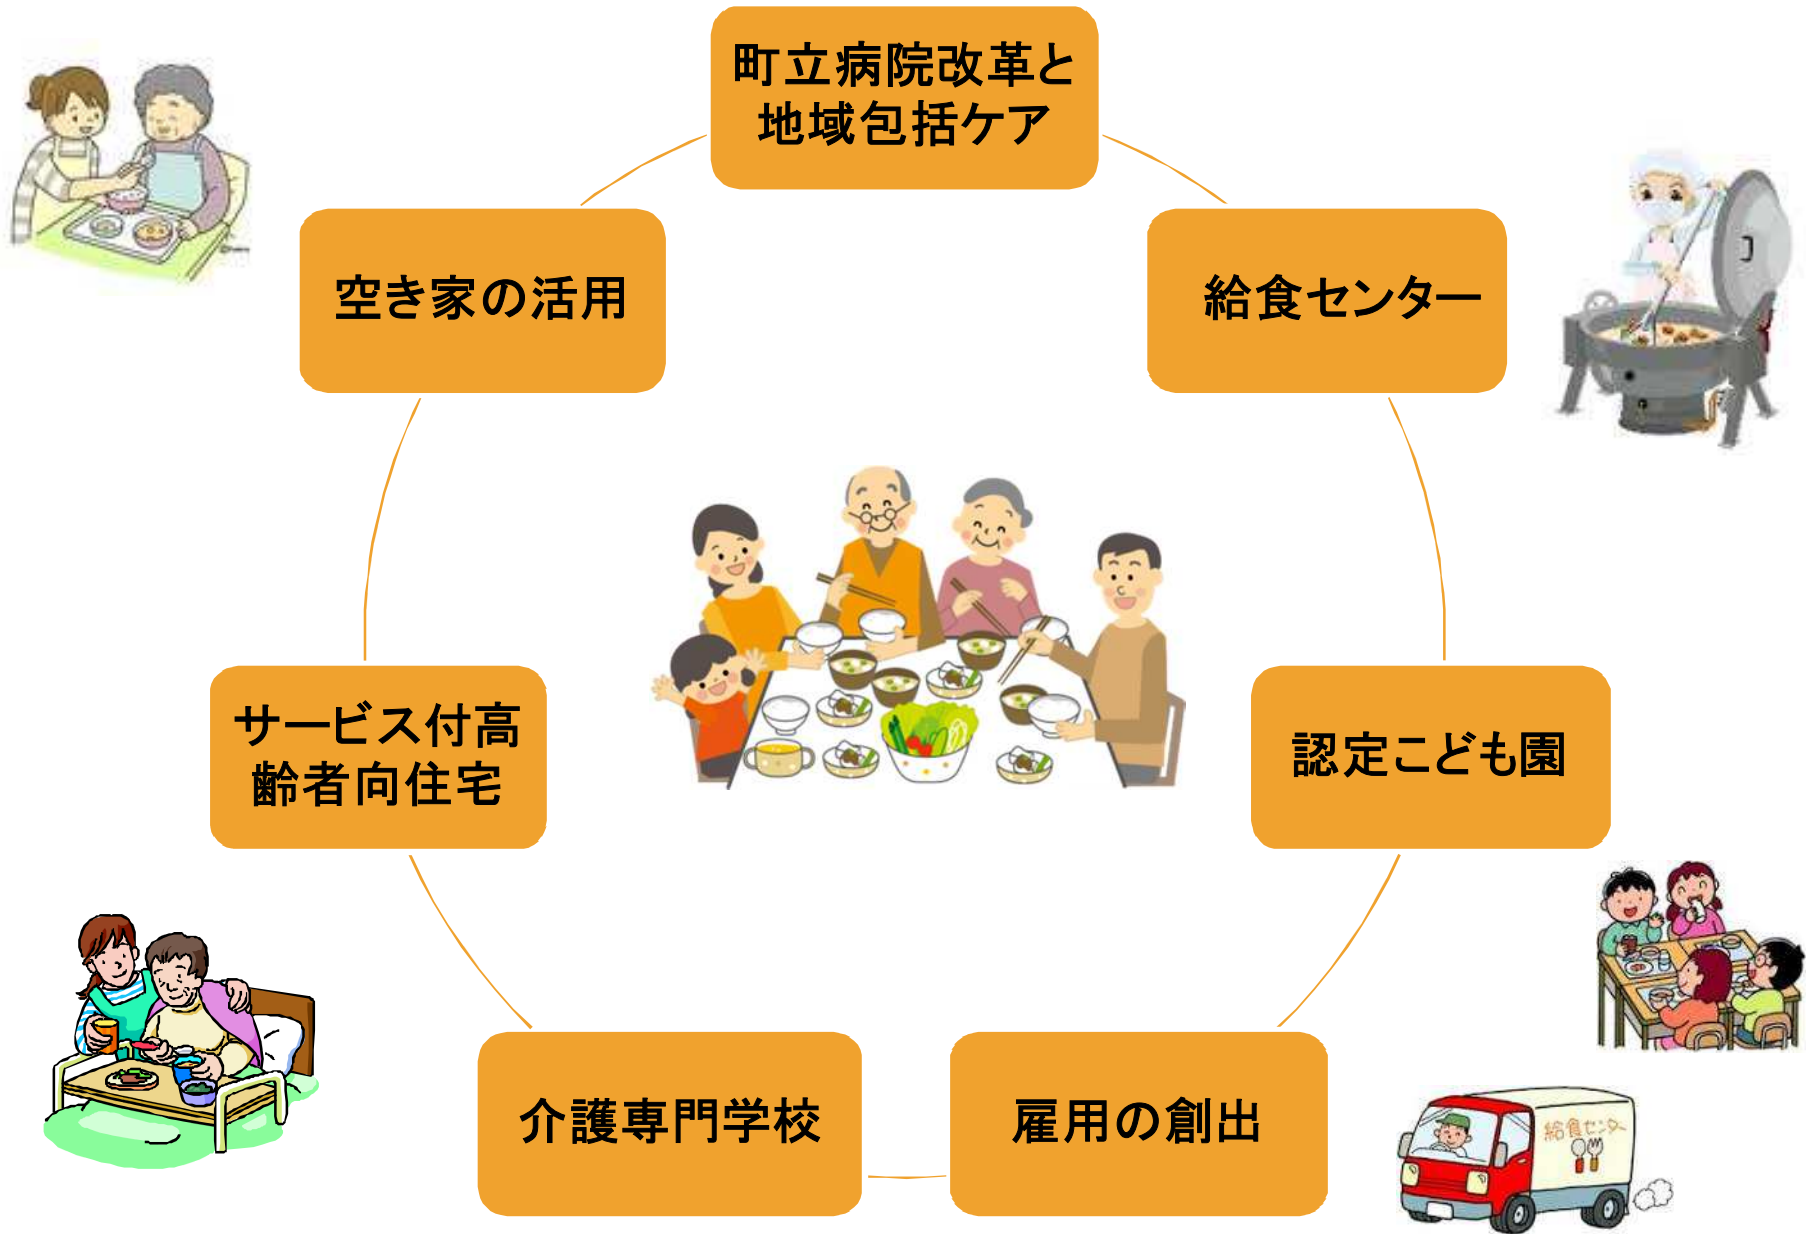 町立病院改革と
地域包括ケア
空き家の活用
給食センター
サービス付高
齢者向住宅
認定こども園
介護専門学校
雇用の創出
給食センター